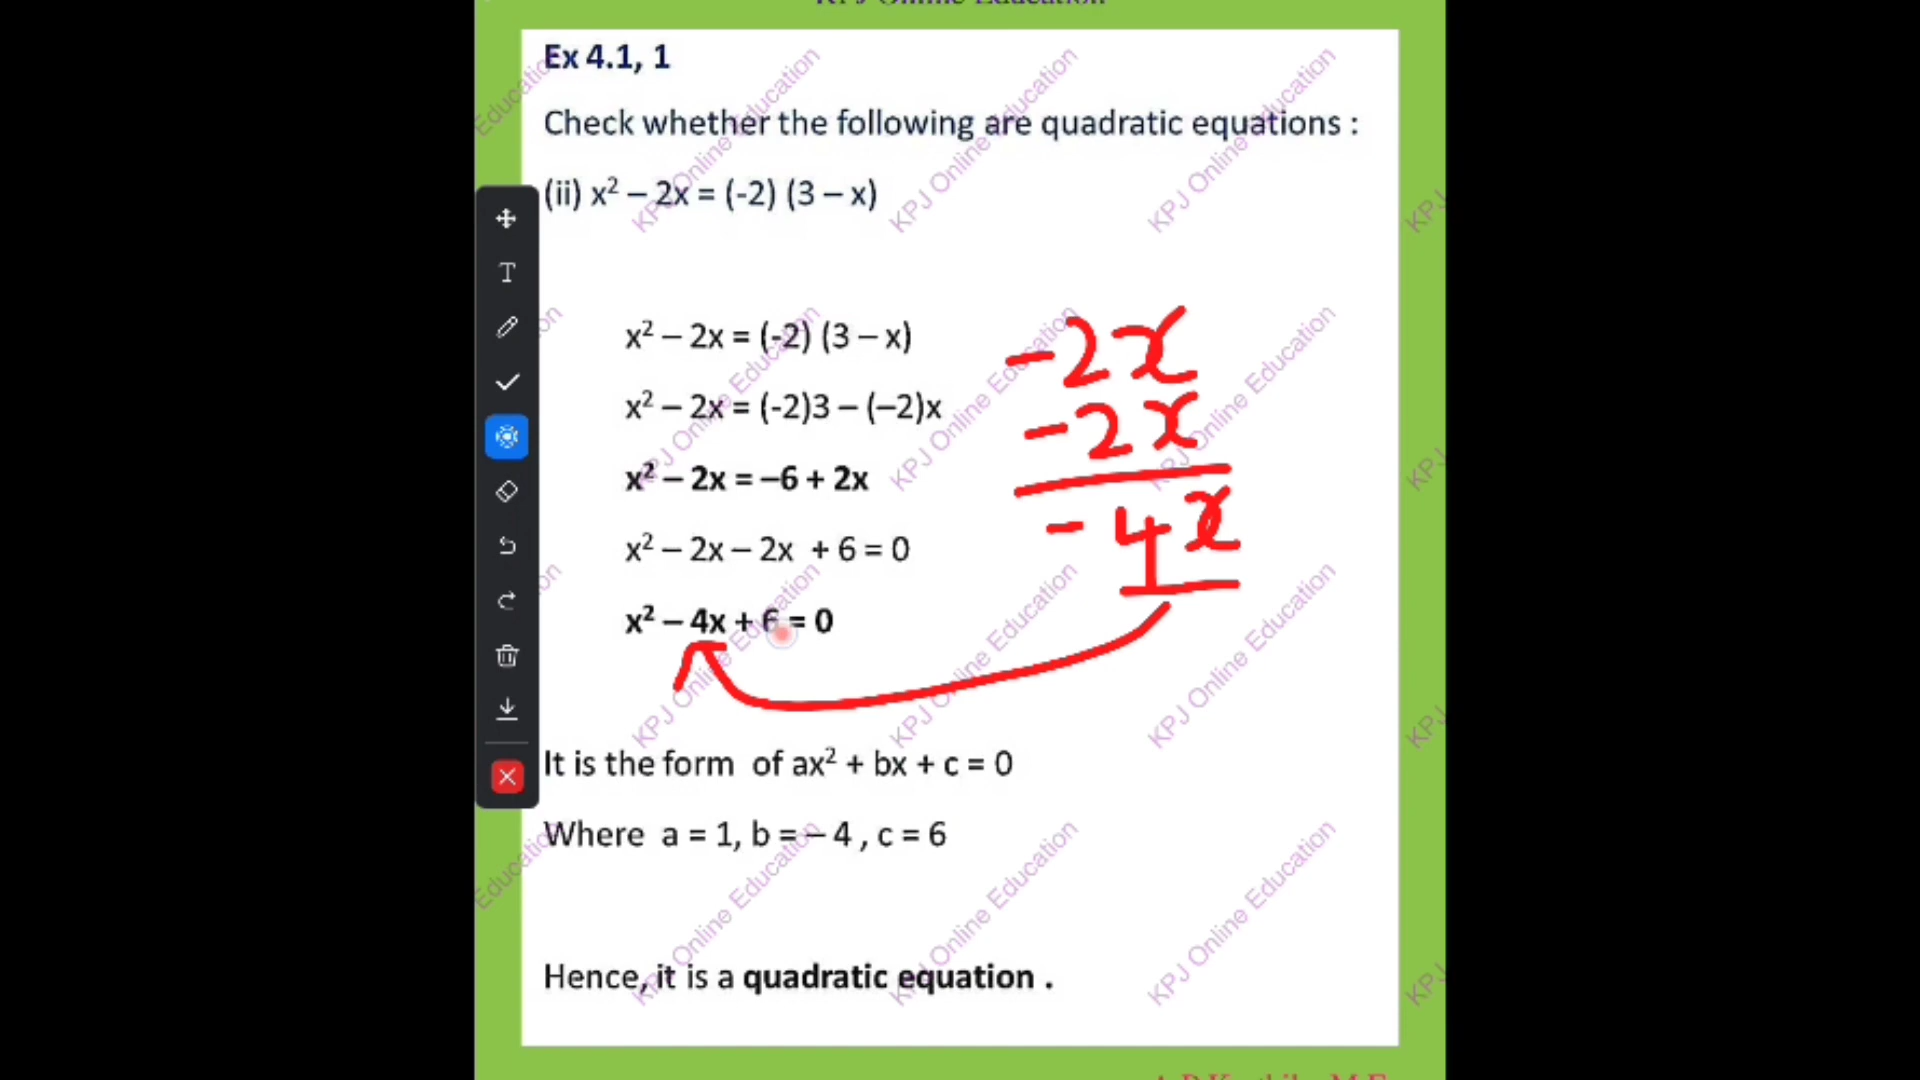 KPJ Online Education
Ex 4.1, 1
Check whether the following are quadratic equations :
(ii) x² – 2x = (-2) (3 – x)
x² – 2x = (-2) (3 – x)
x² – 2x = (-2)3 – (–2)x
x² – 2x = –6 + 2x
x² – 2x – 2x + 6 = 0
x² – 4x + 6 = 0
-2x
-2x
-4x
It is the form of ax² + bx + c = 0
Where a = 1, b = – 4 , c = 6
Hence, it is a quadratic equation .